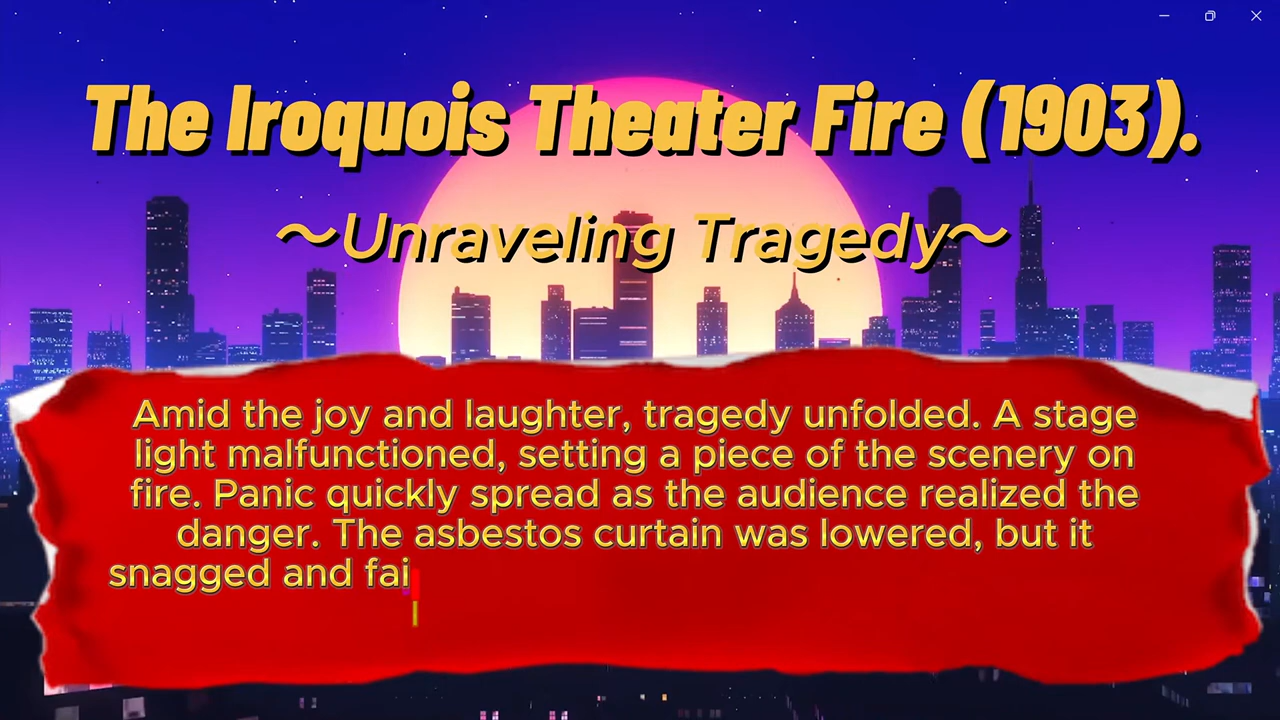 The Iroquois Theater Fire (1903).
~Unraveling Tragedy~
Amid the joy and laughter, tragedy unfolded. A stage
light malfunctioned, setting a piece of the scenery on
fire. Panic quickly spread as the audience realized the
danger. The asbestos curtain was lowered, but it
snagged and fai